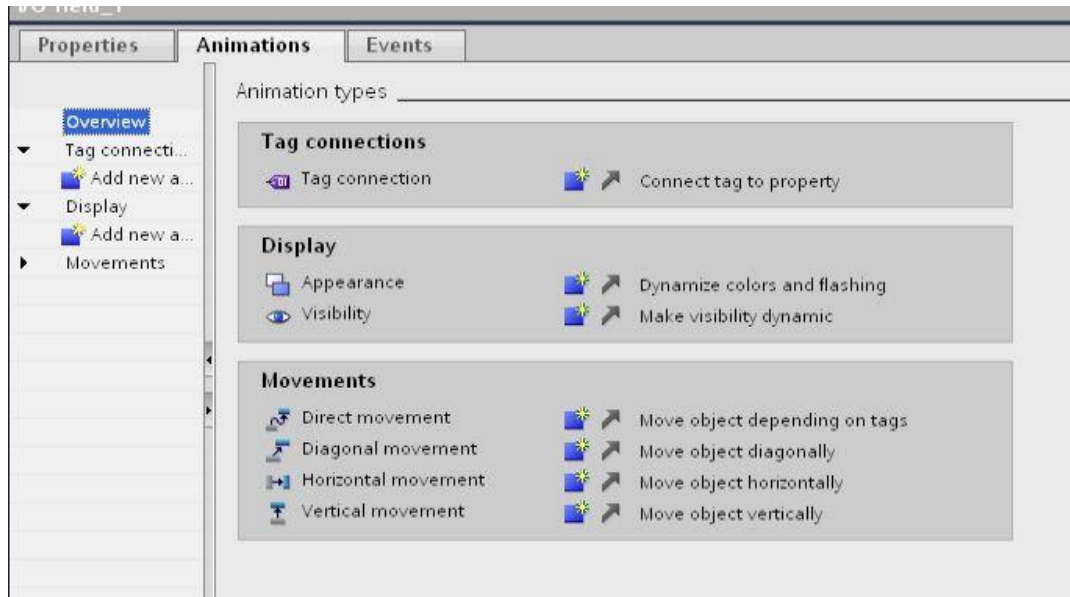 I/O field_1
Properties
Animations
Events
Animation types
Overview
Tag connecti...
Add new a...
Display
Add new a...
Movements
Tag connections
Tag connection
Connect tag to property
Display
Appearance
Dynamize colors and flashing
Visibility
Make visibility dynamic
Movements
Direct movement
Move object depending on tags
Diagonal movement
Move object diagonally
Horizontal movement
Move object horizontally
Vertical movement
Move object vertically